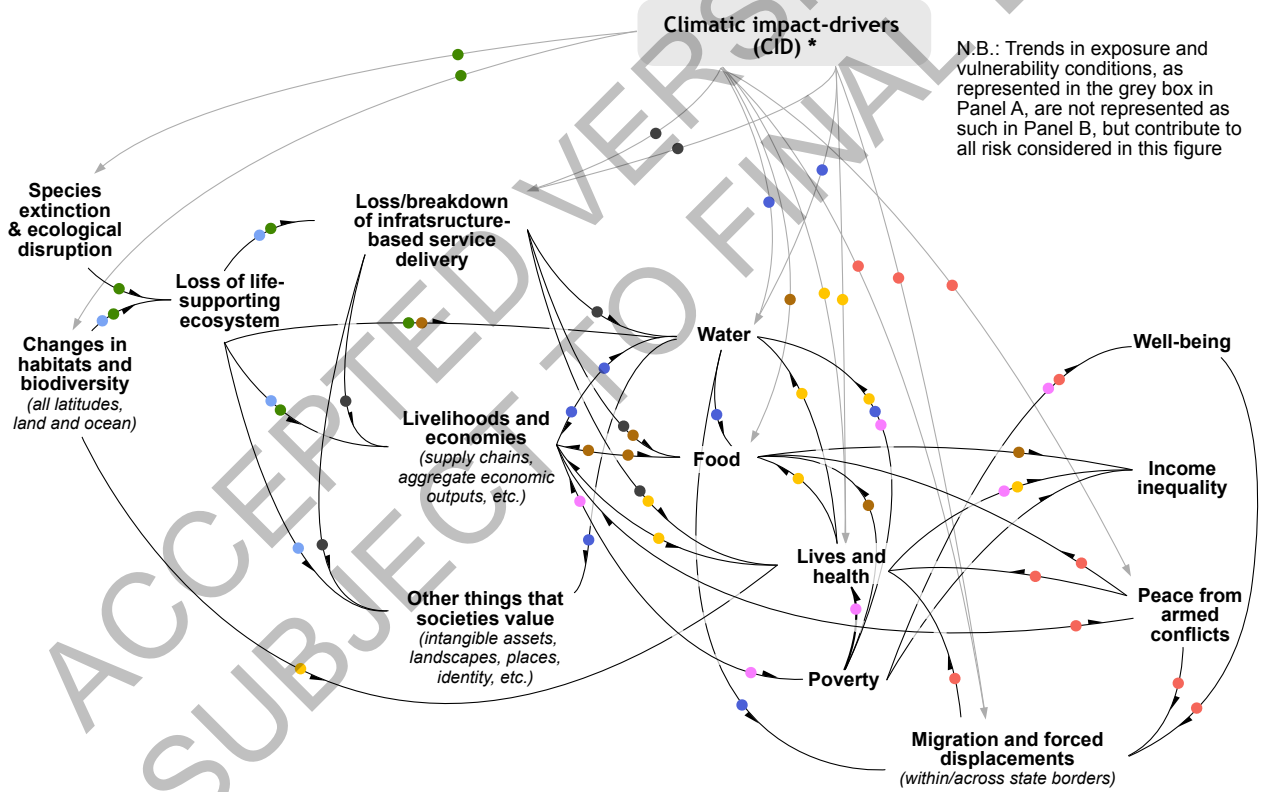 Climatic impact-drivers
(CID) *
N.B.: Trends in exposure and
vulnerability conditions, as
represented in the grey box in
Panel A, are not represented as
such in Panel B, but contribute to
all risk considered in this figure
Species
extinction
& ecological
disruption
Loss/breakdown
of infratsructure-
based service
delivery
Loss of life-
supporting
ecosystem
Changes in
habitats and
biodiversity
(all latitudes,
land and ocean)
Water
Well-being
Livelihoods and
economies
(supply chains,
aggregate economic
outputs, etc.)
Food
Income
inequality
Lives and
health
Other things that
societies value
(intangible assets,
landscapes, places,
identity, etc.)
Peace from
armed
conflicts
Poverty
Migration and forced
displacements
(within/across state borders)
ACCEPTED VERSI
SUBJECT TO FINAL